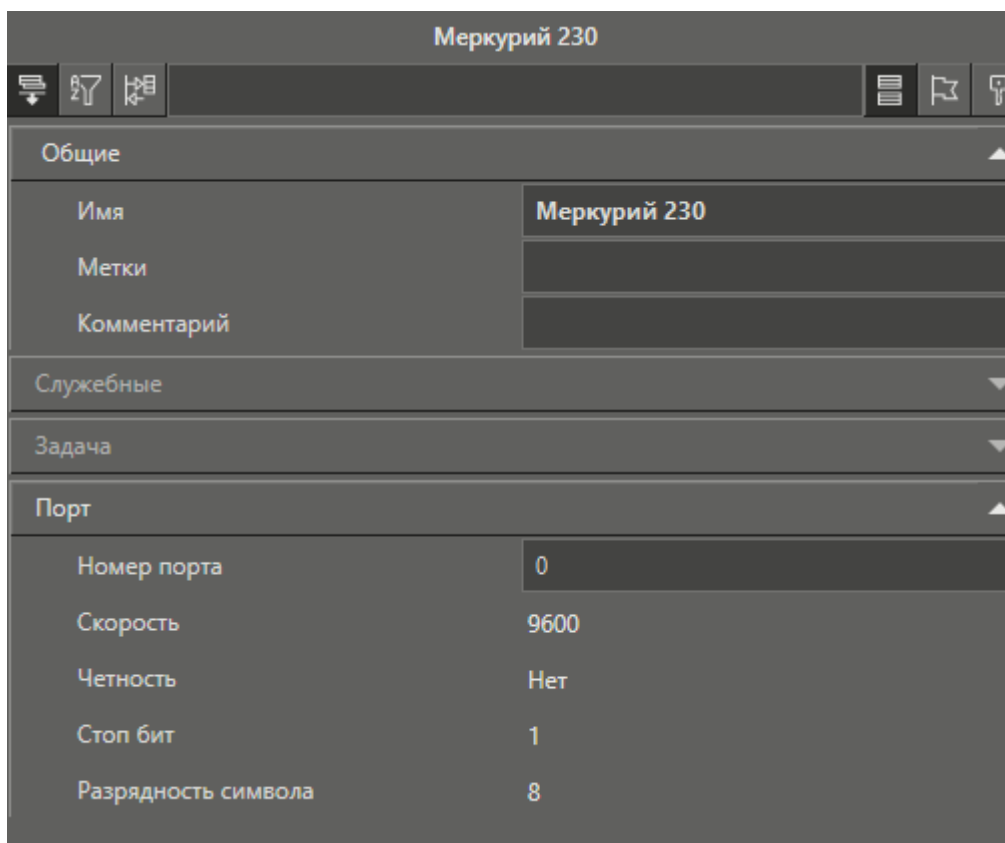 Меркурий 230
Общие
Имя Меркурий 230
Метки
Комментарий
Служебные
Задача
Порт
Номер порта 0
Скорость 9600
Четность Нет
Стоп бит 1
Разрядность символа 8